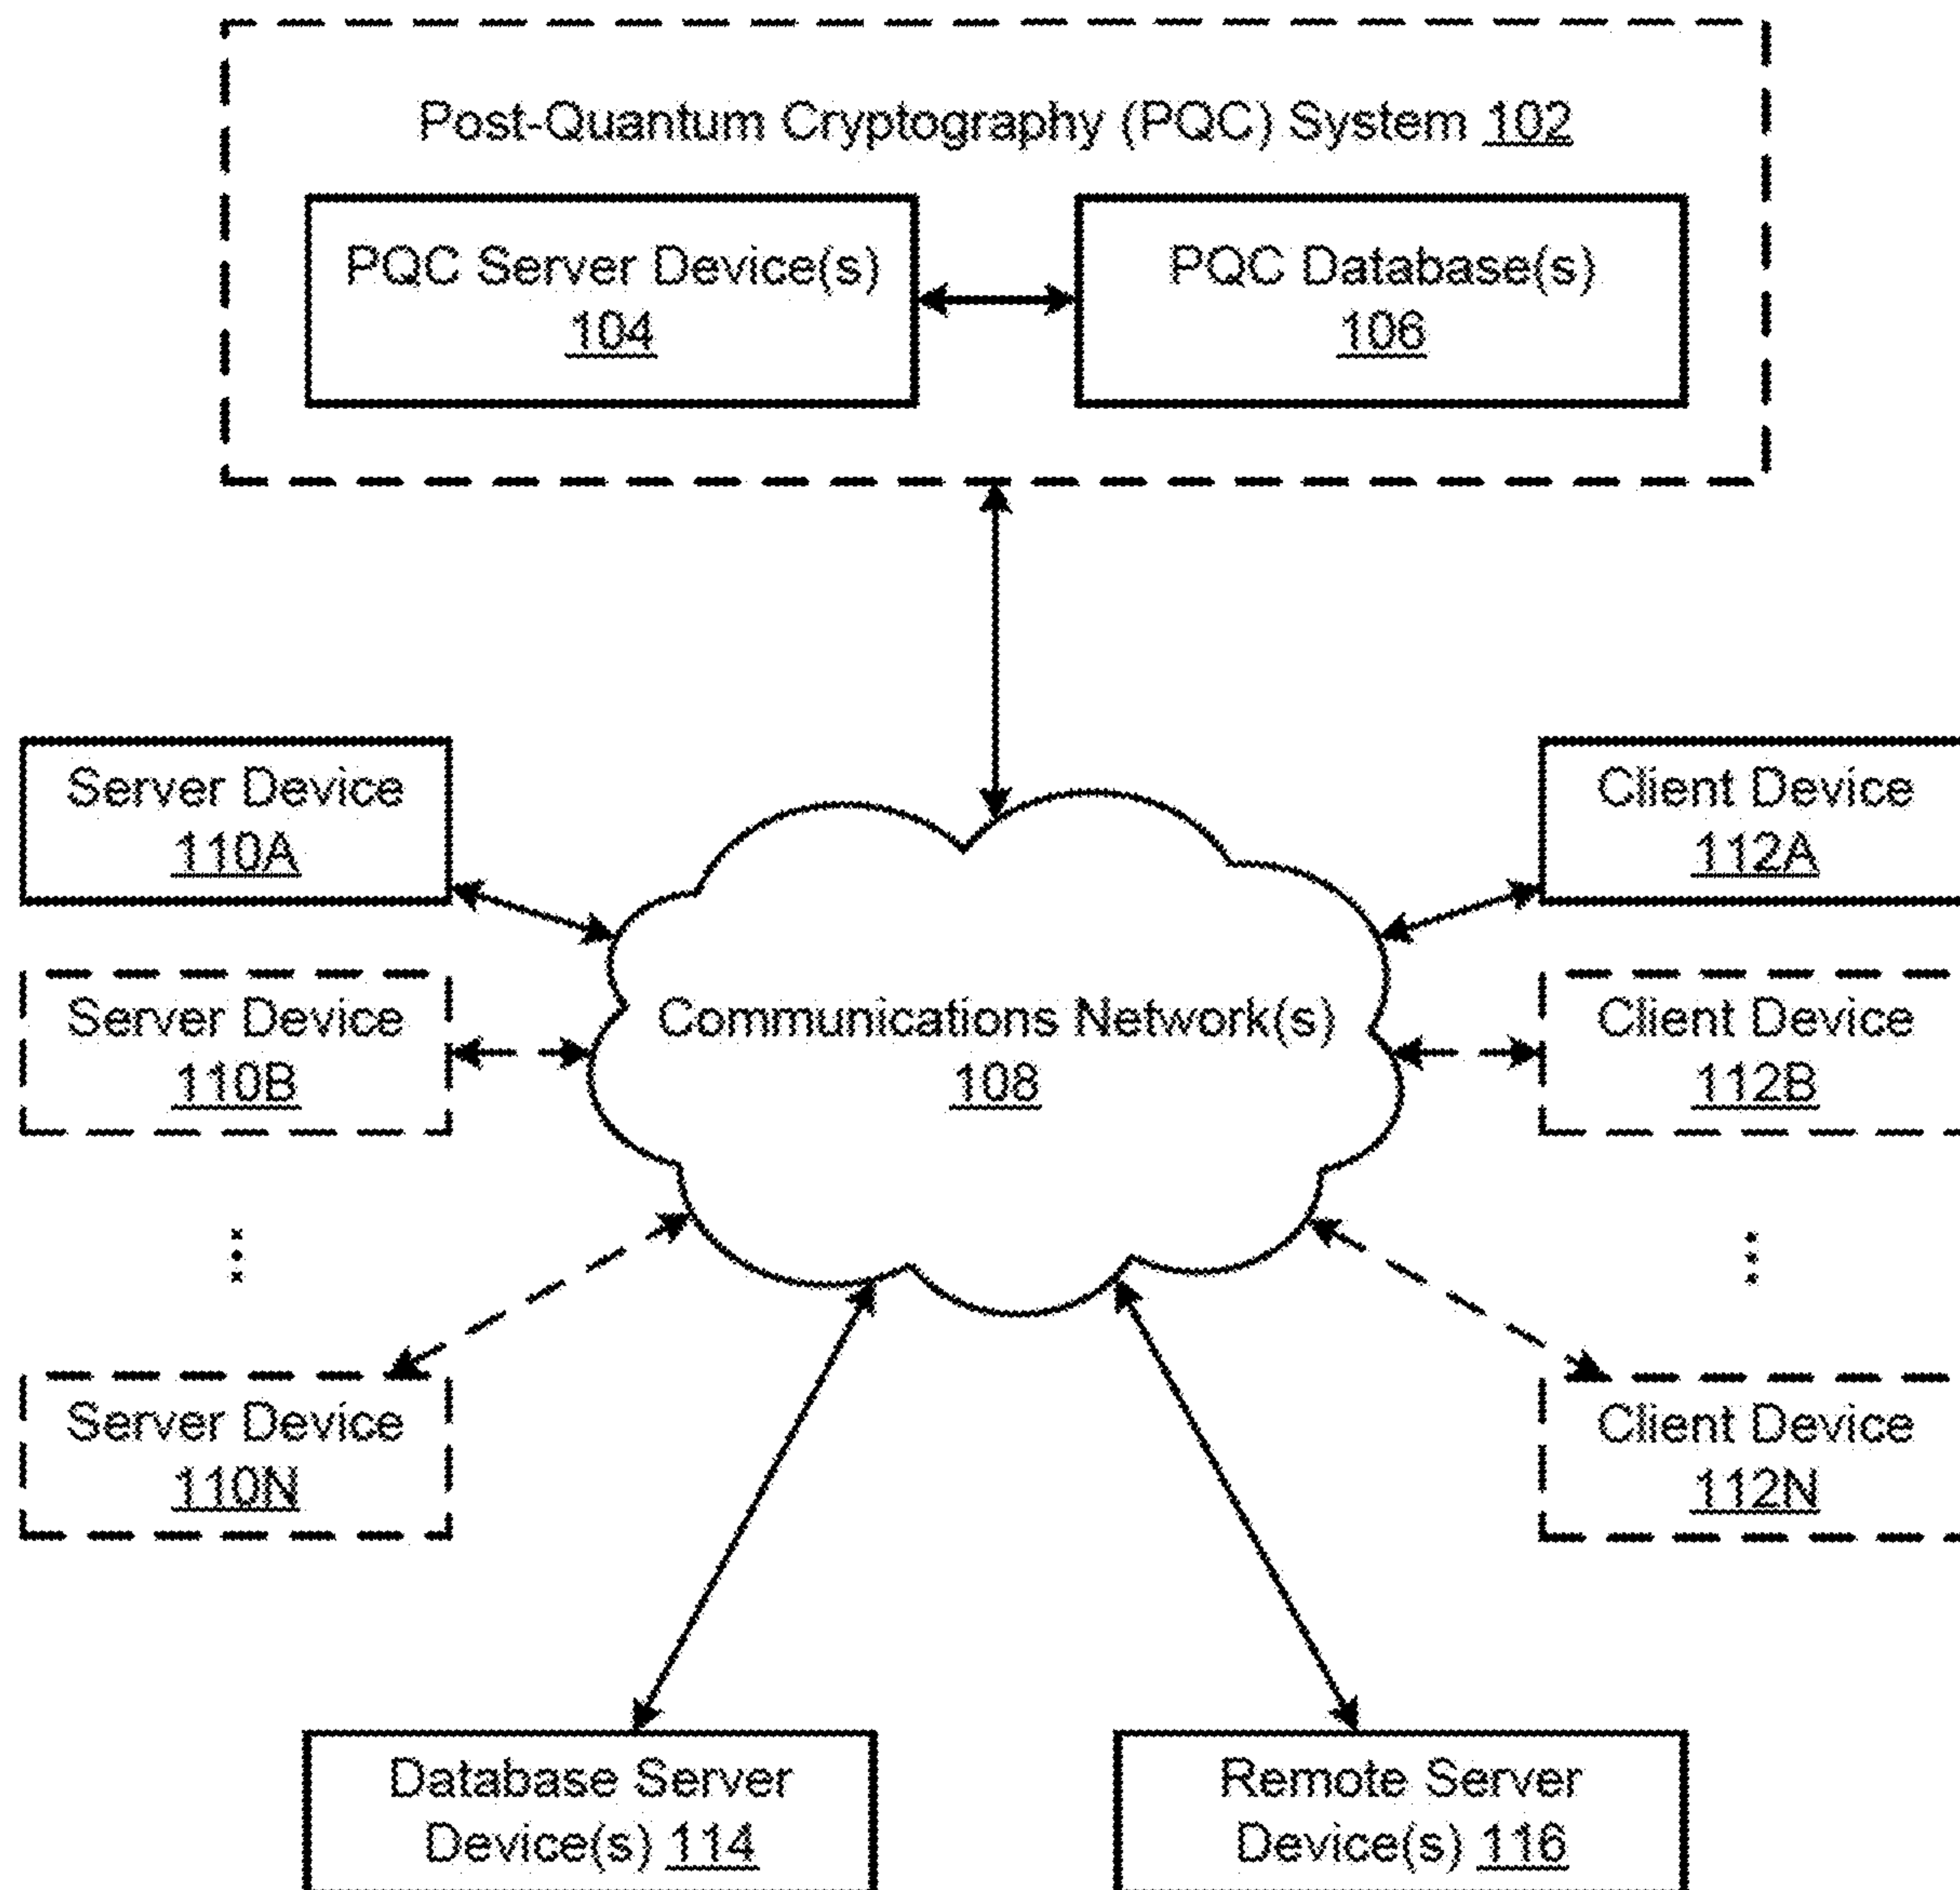 Post-Quantum Cryptography (PQC) System 102
PQC Server Device(s)
104
PQC Database(s)
106
Server Device
110A
Client Device
112A
Server Device
110B
Communications Network(s)
108
Client Device
112B
Server Device
110N
Client Device
112N
Database Server
Device(s) 114
Remote Server
Device(s) 116